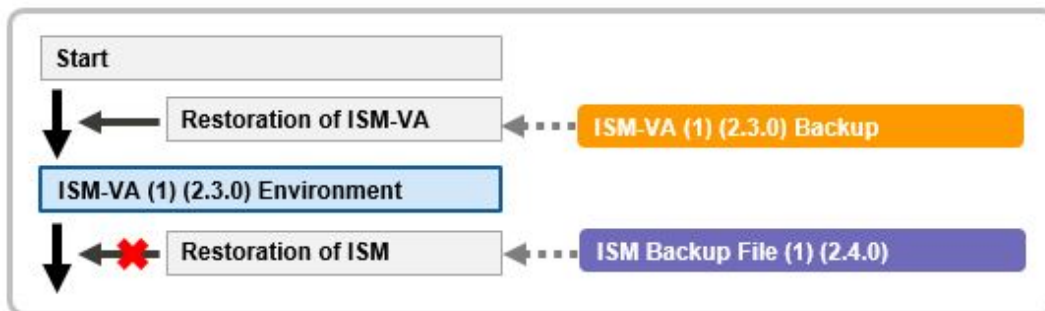 Start
Restoration of ISM-VA
ISM-VA (1) (2.3.0) Backup
ISM-VA (1) (2.3.0) Environment
Restoration of ISM
ISM Backup File (1) (2.4.0)